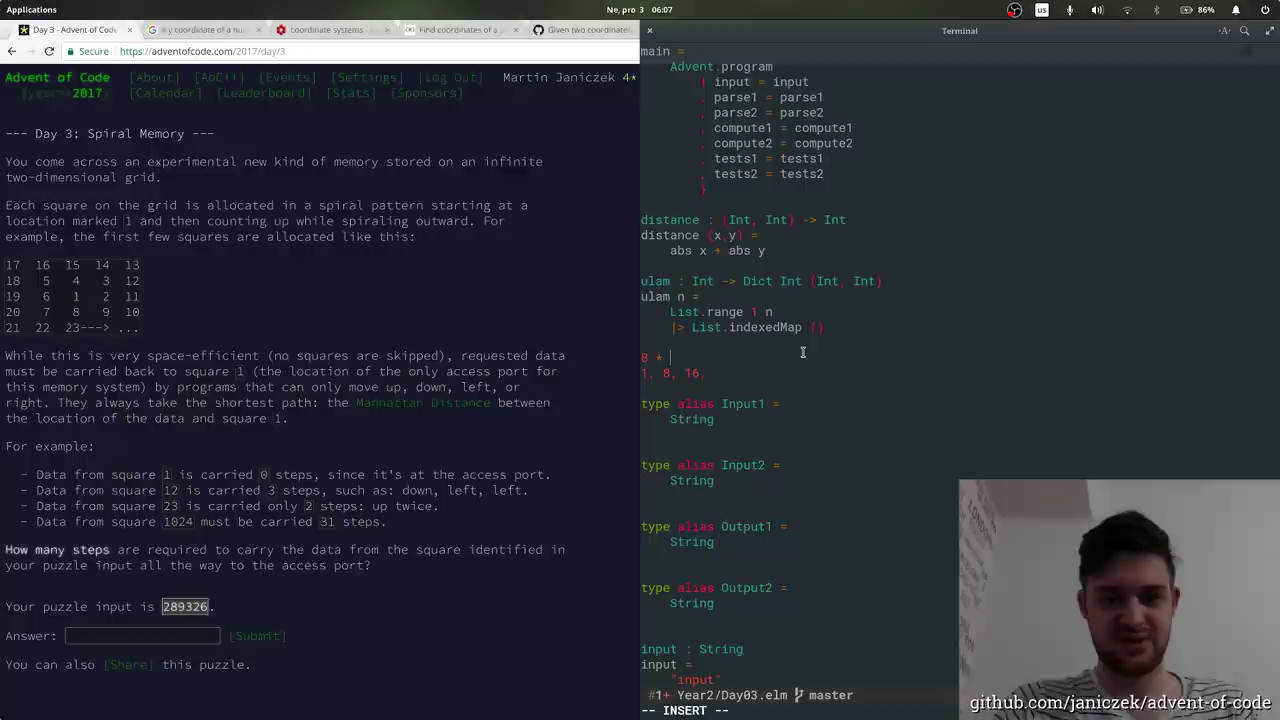 Applications
Ne, pro 3 06:07
us
86%
Day 3 - Advent of Code
coordinate systems
Find coordinates of a
Given two coordinate
Terminal
Secure https://adventofcode.com/2017/day/3
Advent of Code [About] [AoC++] [Events] [Settings] [Log Out] Martin Janiczek 4*
2017 [Calendar] [Leaderboard] [Stats] [Sponsors]
--- Day 3: Spiral Memory ---
You come across an experimental new kind of memory stored on an infinite
two-dimensional grid.
Each square on the grid is allocated in a spiral pattern starting at a
location marked 1 and then counting up while spiraling outward. For
example, the first few squares are allocated like this:
17 16 15 14 13
18 5 4 3 12
19 6 1 2 11
20 7 8 9 10
21 22 23---> ...
While this is very space-efficient (no squares are skipped), requested data
must be carried back to square 1 (the location of the only access port for
this memory system) by programs that can only move up, down, left, or
right. They always take the shortest path: the Manhattan Distance between
the location of the data and square 1.
For example:
- Data from square 1 is carried 0 steps, since it's at the access port.
- Data from square 12 is carried 3 steps, such as: down, left, left.
- Data from square 23 is carried only 2 steps: up twice.
- Data from square 1024 must be carried 31 steps.
How many steps are required to carry the data from the square identified in
your puzzle input all the way to the access port?
Your puzzle input is 289326.
Answer: [Submit]
You can also [Share] this puzzle.
main =
Advent.program
{ input = input
, parse1 = parse1
, parse2 = parse2
, compute1 = compute1
, compute2 = compute2
, tests1 = tests1
, tests2 = tests2
}
distance : (Int, Int) -> Int
distance (x,y) =
abs x + abs y
ulam : Int -> Dict Int (Int, Int)
ulam n =
List.range 1 n
|> List.indexedMap ()
8 *
1, 8, 16,
type alias Input1 =
String
type alias Input2 =
String
type alias Output1 =
String
type alias Output2 =
String
input : String
input =
"input"
#1+ Year2/Day03.elm master
-- INSERT --
LONDON
github.com/janiczek/advent-of-code